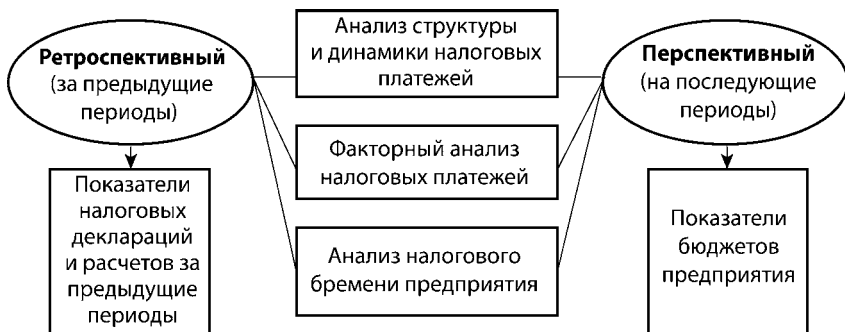 Ретроспективный
(за предыдущие
периоды)
Показатели
налоговых
деклараций
и расчетов за
предыдущие
периоды
Анализ структуры
и динамики налоговых
платежей
Факторный анализ
налоговых платежей
Анализ налогового
бремени предприятия
Перспективный
(на последующие
периоды)
Показатели
бюджетов
предприятия